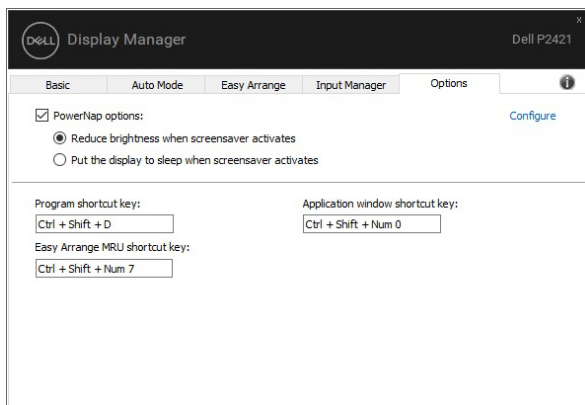 x
DELL Display Manager Dell P2421
Basic Auto Mode Easy Arrange Input Manager Options i
PowerNap options: Configure
Reduce brightness when screensaver activates
Put the display to sleep when screensaver activates
Program shortcut key: Application window shortcut key:
Ctrl + Shift + D Ctrl + Shift + Num 0
Easy Arrange MRU shortcut key:
Ctrl + Shift + Num 7